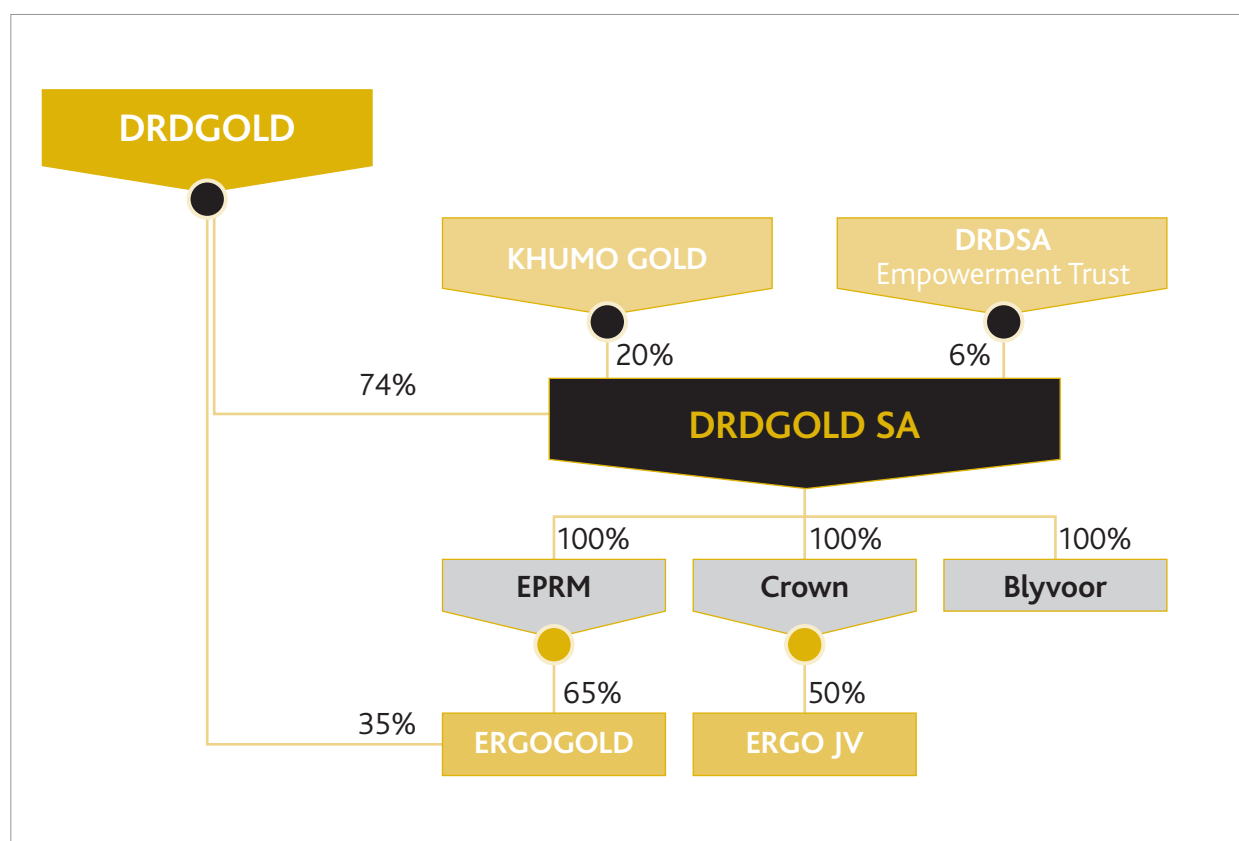 DRDGOLD
KHUMO GOLD
DRDSA
Empowerment Trust
20%
6%
74%
DRDGOLD SA
100%
100%
100%
EPRM
Crown
Blyvoor
65%
50%
35%
ERGOGOLD
ERGO JV